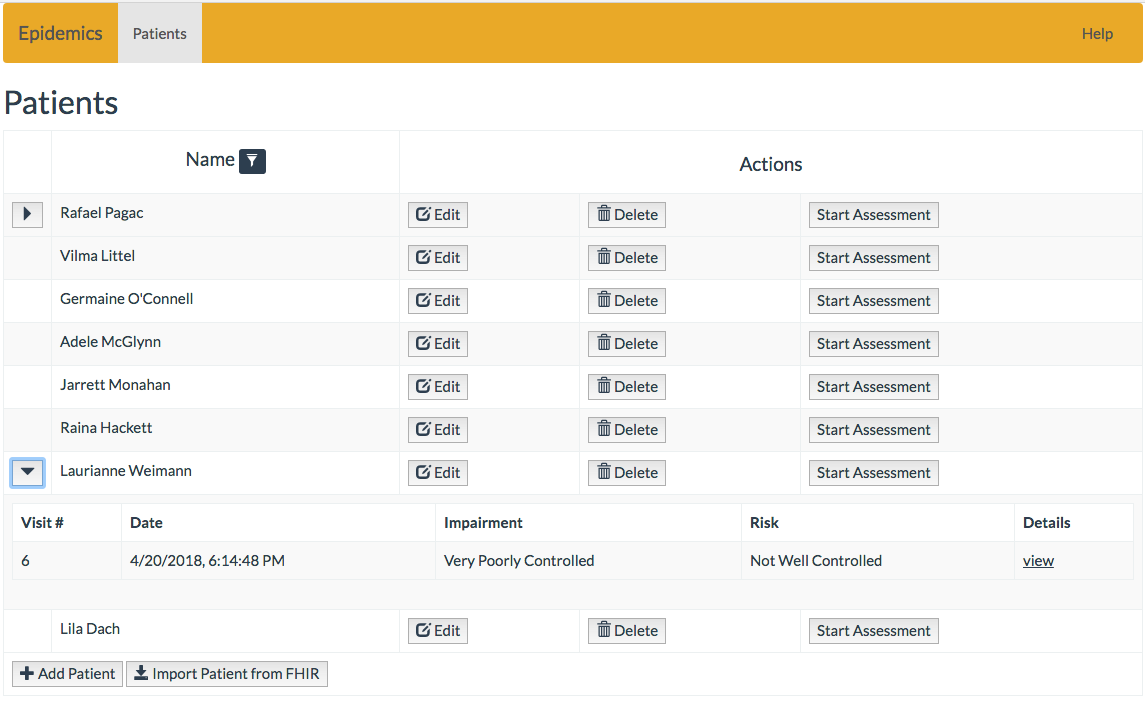 Epidemics Patients Help
Patients
Name Actions
Rafael Pagac Edit Delete Start Assessment
Vilma Littel Edit Delete Start Assessment
Germaine O'Connell Edit Delete Start Assessment
Adele McGlynn Edit Delete Start Assessment
Jarrett Monahan Edit Delete Start Assessment
Raina Hackett Edit Delete Start Assessment
Laurianne Weimann Edit Delete Start Assessment
Visit # Date Impairment Risk Details
6 4/20/2018, 6:14:48 PM Very Poorly Controlled Not Well Controlled view
Lila Dach Edit Delete Start Assessment
Add Patient Import Patient from FHIR